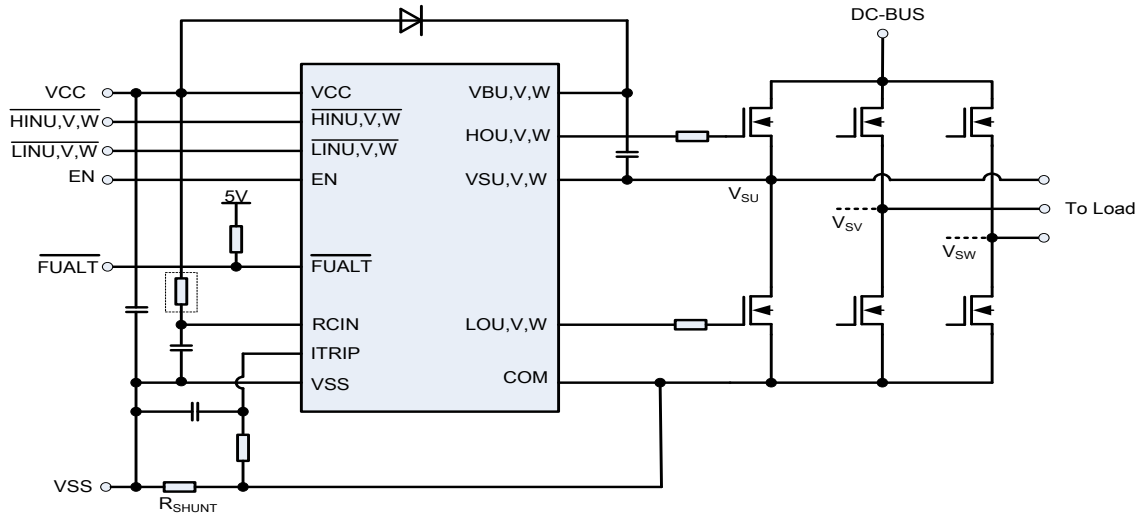 DC-BUS
VCC
HINU,V,W
LINU,V,W
EN
FUALT
VSS
5V
VCC
HINU,V,W
LINU,V,W
EN
FUALT
RCIN
ITRIP
VSS
VBU,V,W
HOU,V,W
VSU,V,W
LOU,V,W
COM
VSU
VSV
VSW
To Load
RSHUNT